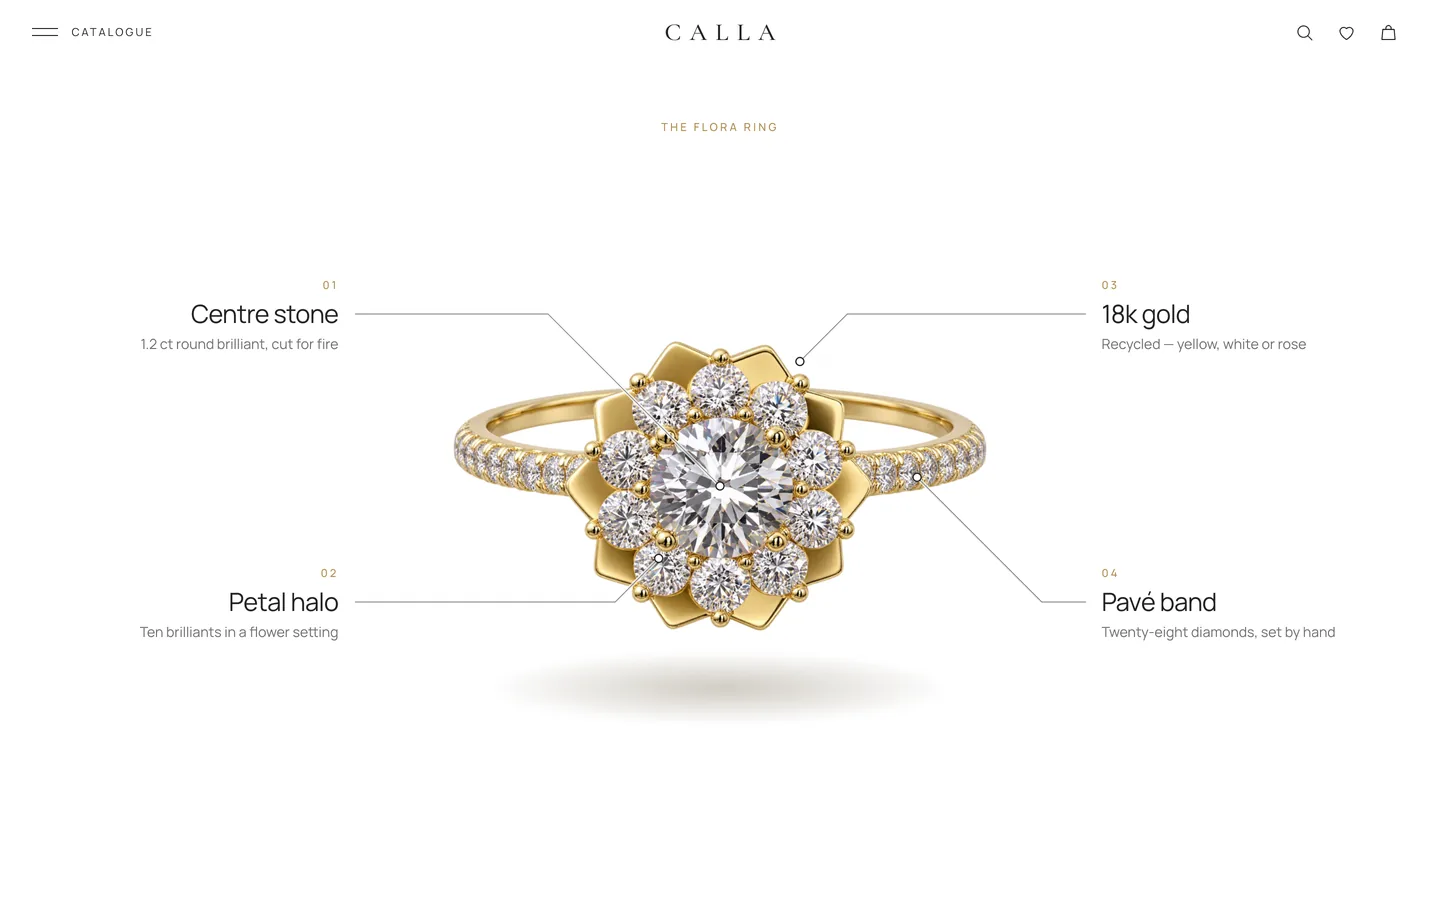 CATALOGUE
CALLA
THE FLORA RING
01
Centre stone
1.2 ct round brilliant, cut for fire
03
18k gold
Recycled — yellow, white or rose
02
Petal halo
Ten brilliants in a flower setting
04
Pavé band
Twenty-eight diamonds, set by hand